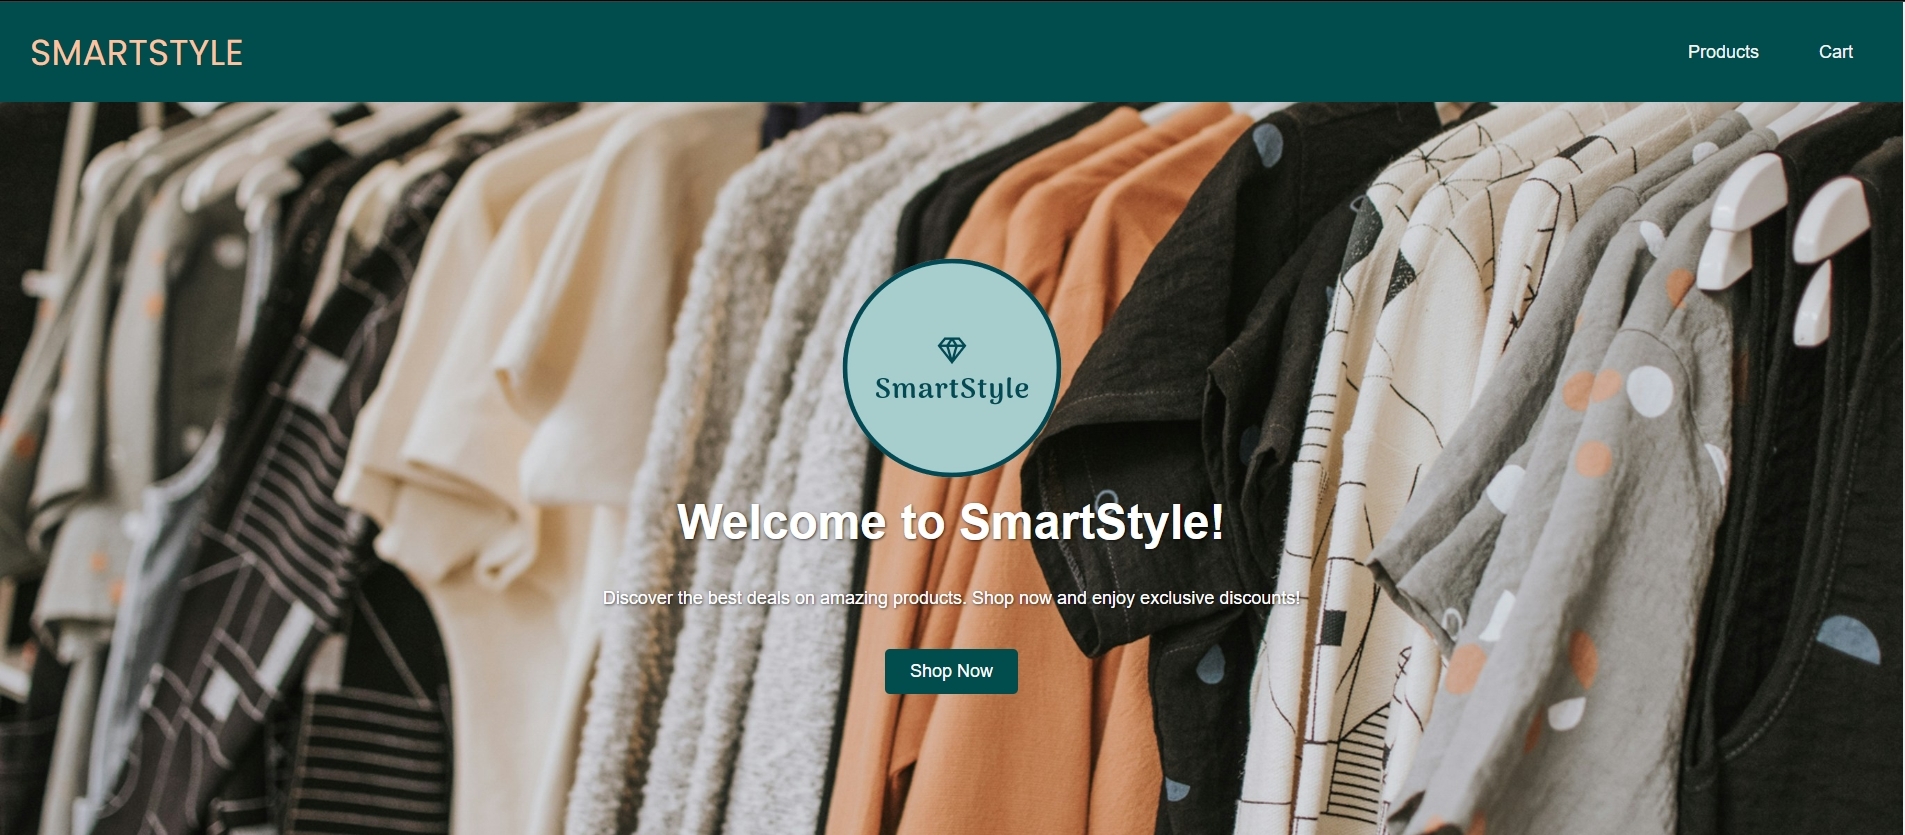 SMARTSTYLE
Products
Cart
SmartStyle
Welcome to SmartStyle!
Discover the best deals on amazing products. Shop now and enjoy exclusive discounts!
Shop Now